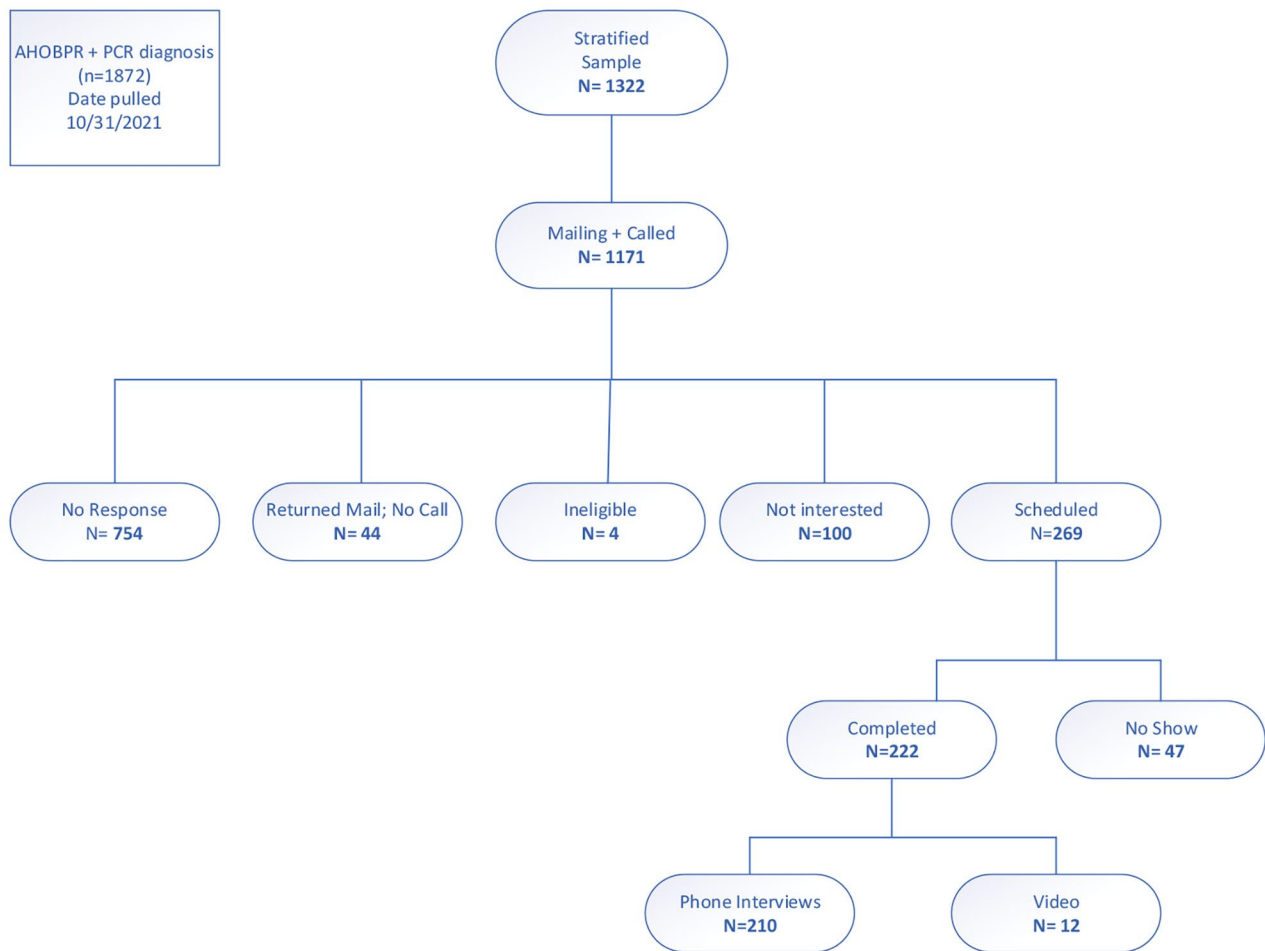 AHOBPR + PCR diagnosis
(n=1872)
Date pulled
10/31/2021
Stratified
Sample
N= 1322
Mailing + Called
N= 1171
No Response
N= 754
Returned Mail; No Call
N= 44
Ineligible
N= 4
Not interested
N=100
Scheduled
N=269
Completed
N=222
No Show
N= 47
Phone Interviews
N=210
Video
N= 12